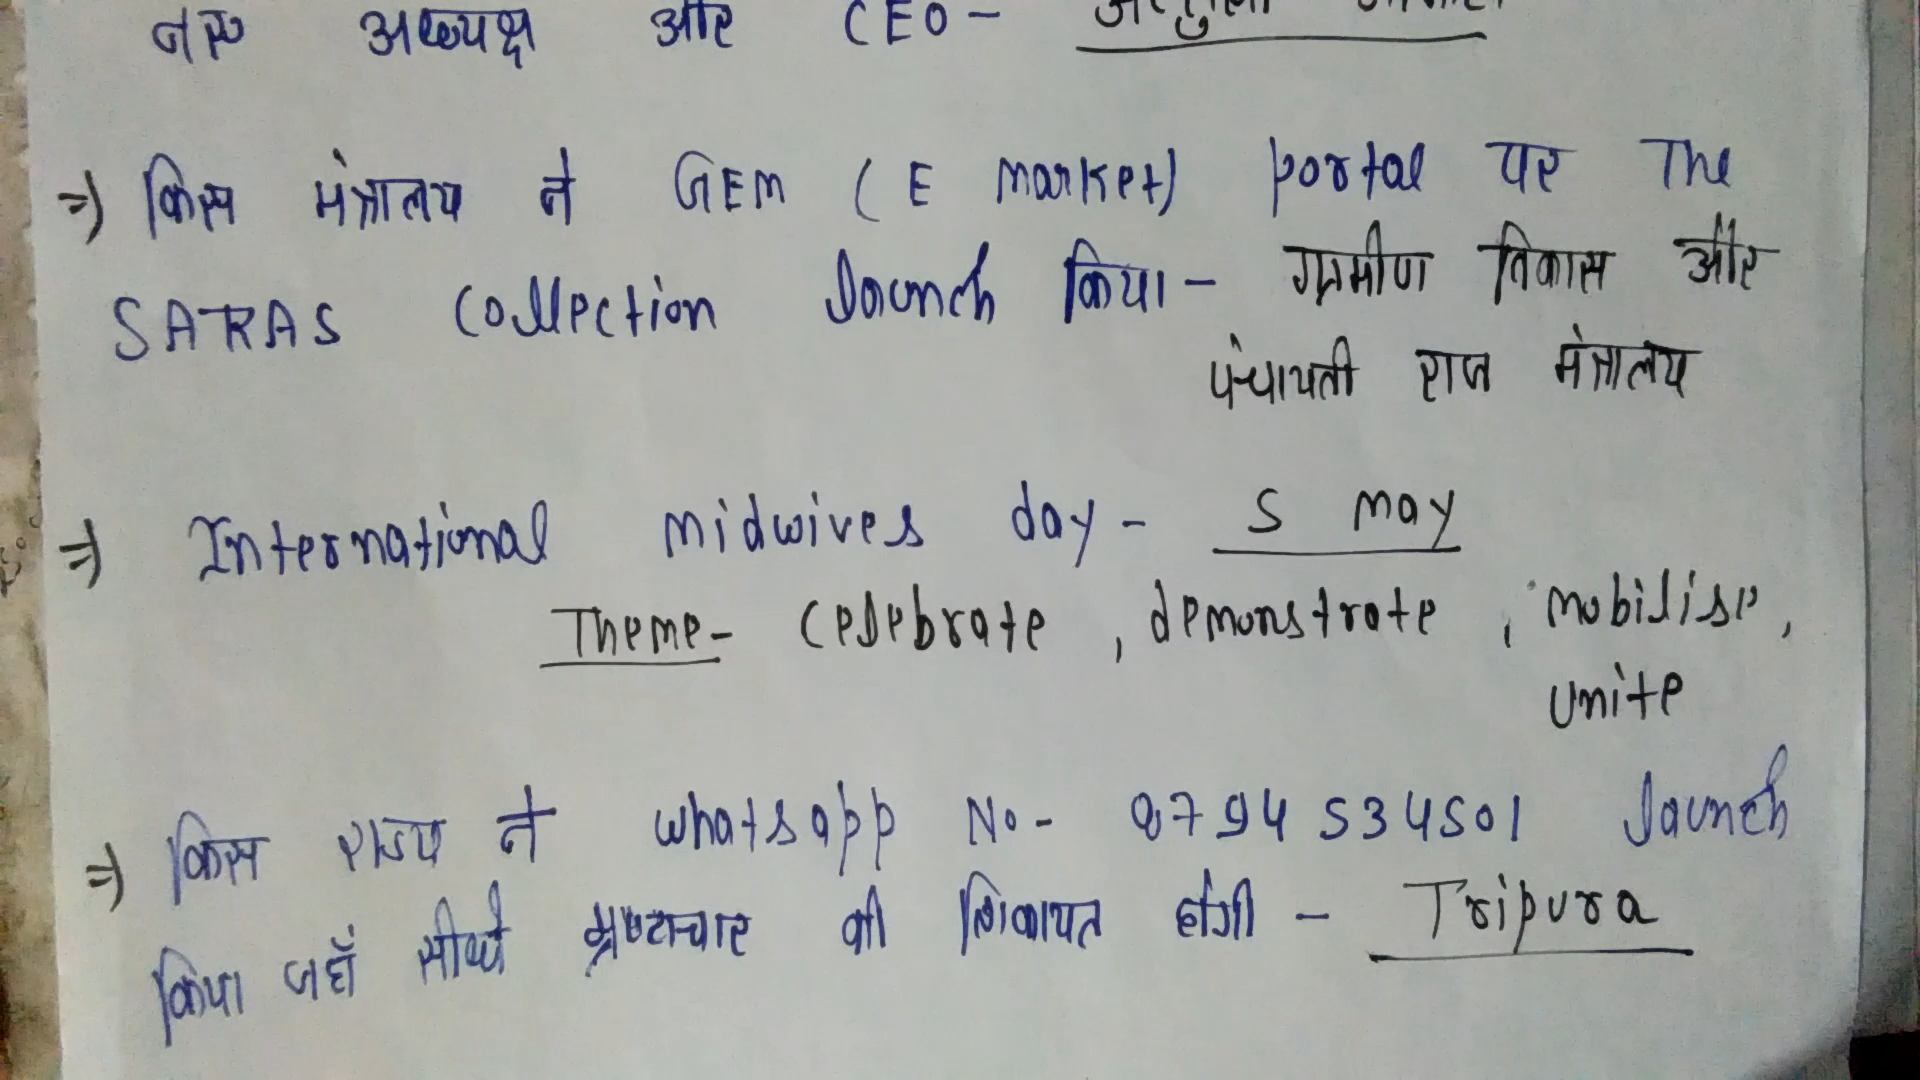 नए अध्यक्ष और CEO -
=> किस मंत्रालय ने GEM ( E market) portal पर The
SARAS Collection launch किया - ग्रामीण विकास और
पंचायती राज मंत्रालय
=> International midwives day - 5 may
Theme - Celebrate , demonstrate , mobilise ,
unite
=> किस राज्य ने whatsapp No - 8794534501 launch
किया जहाँ सीधे भ्रष्टाचार की शिकायत होगी - Tripura